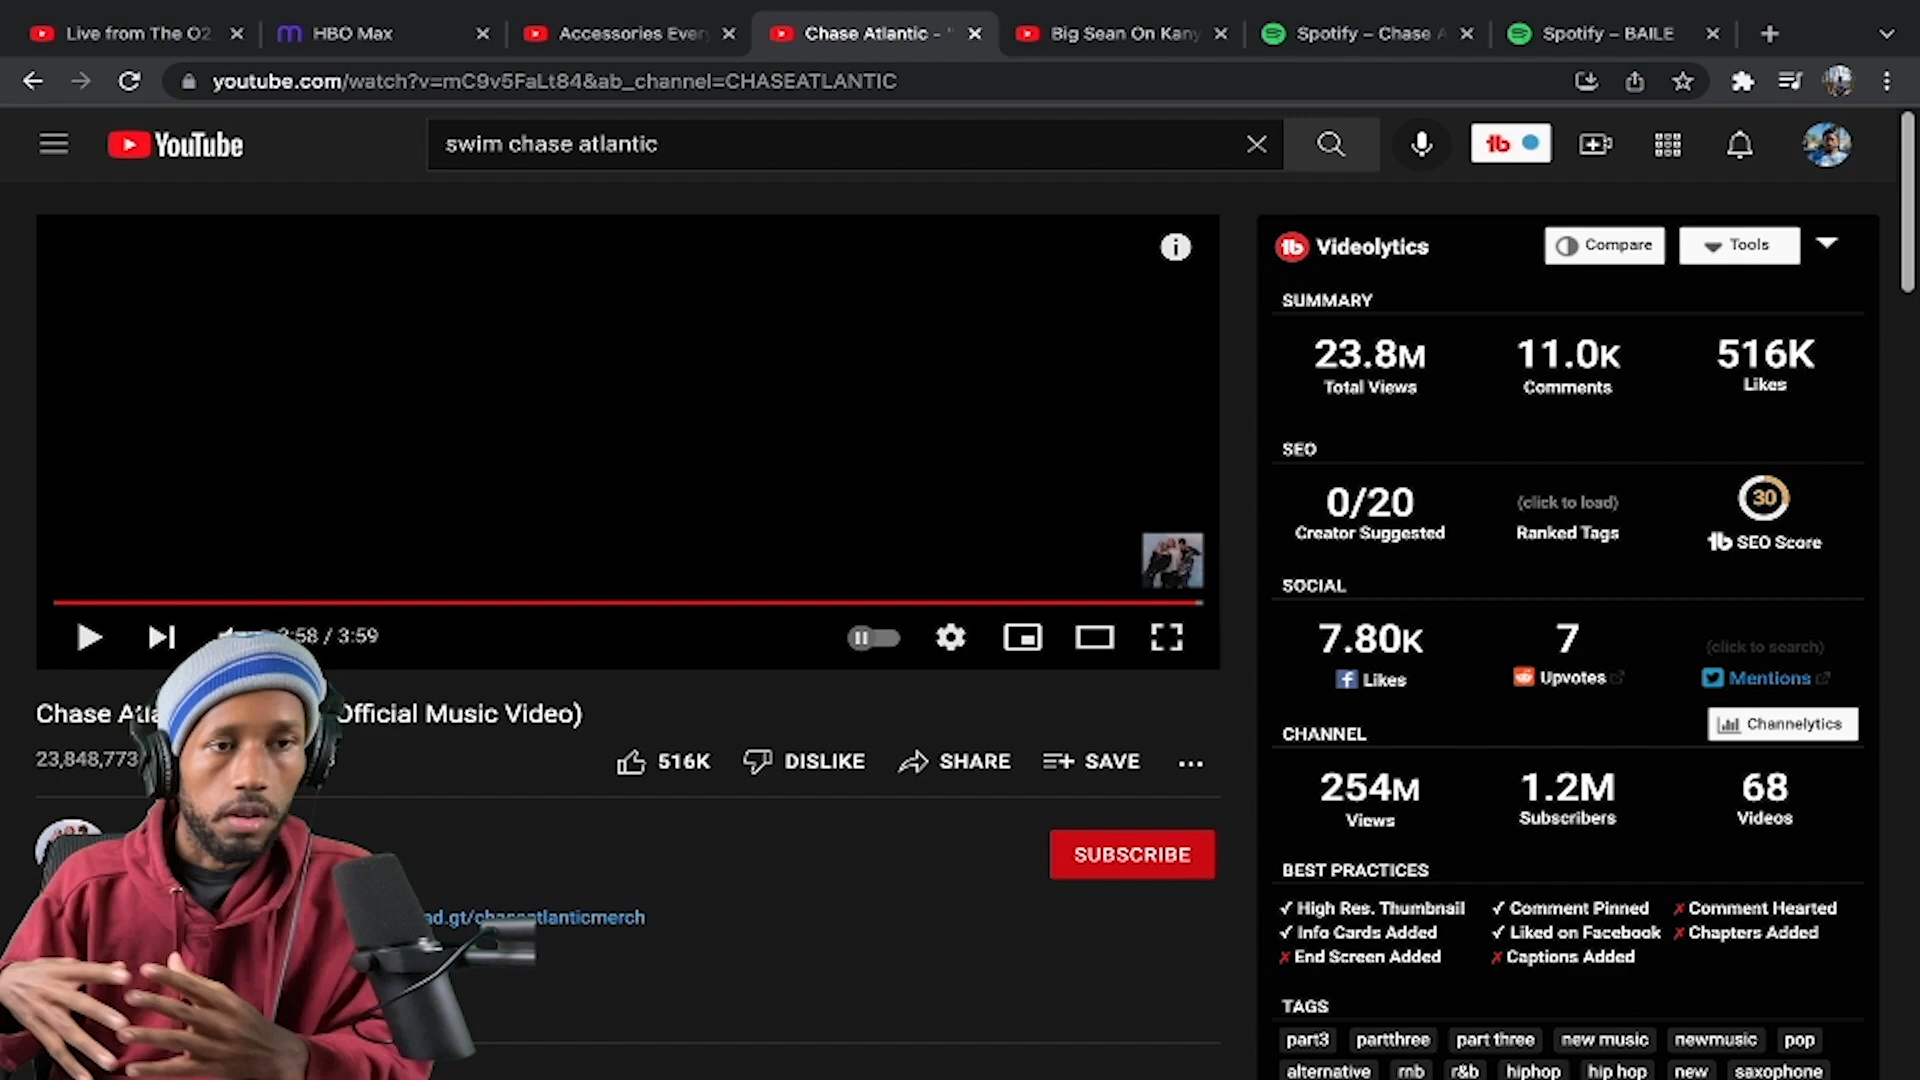 Live from The O2
HBO Max
Accessories Ever
Chase Atlantic - "
Big Sean On Kany
Spotify – Chase A
Spotify – BAILE
youtube.com/watch?v=mC9v5FaLt84&ab_channel=CHASEATLANTIC
YouTube
swim chase atlantic
Videolytics
Compare
Tools
SUMMARY
23.8M 11.0K 516K
Total Views Comments Likes
SEO
0/20 (click to load) 30
Creator Suggested Ranked Tags tb SEO Score
SOCIAL
7.80K 7 (click to search)
Likes Upvotes Mentions
CHANNEL Channelytics
254M 1.2M 68
Views Subscribers Videos
BEST PRACTICES
✓ High Res. Thumbnail ✓ Comment Pinned ✗ Comment Hearted
✓ Info Cards Added ✓ Liked on Facebook ✗ Chapters Added
✗ End Screen Added ✗ Captions Added
TAGS
part3 partthree part three new music newmusic pop
alternative rnb r&b hiphop hip hop new saxophone
3:58 / 3:59
Chase Atla Official Music Video)
23,848,773
516K DISLIKE SHARE SAVE
SUBSCRIBE
ad.gt/chaseatlanticmerch